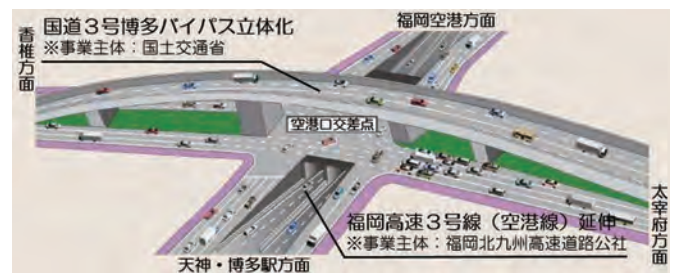 国道3号博多バイパス立体化
※事業主体：国土交通省
福岡空港方面
香椎方面
空港口交差点
太宰府方面
福岡高速3号線（空港線）延伸
※事業主体：福岡北九州高速道路公社
天神・博多駅方面